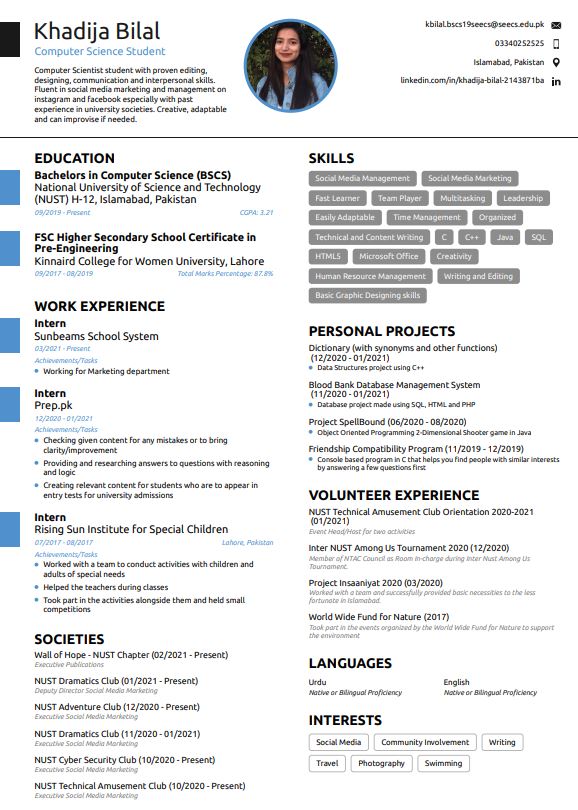 Khadija Bilal
Computer Science Student
Computer Scientist student with proven editing,
designing, communication and interpersonal skills.
Fluent in social media marketing and management on
instagram and facebook especially with past
experience in university societies. Creative, adaptable
and can improvise if needed.
kbilal.bscs19seecs@seecs.edu.pk
03340252525
Islamabad, Pakistan
linkedin.com/in/khadija-bilal-2143871ba
EDUCATION
Bachelors in Computer Science (BSCS)
National University of Science and Technology
(NUST) H-12, Islamabad, Pakistan
09/2019 - Present CGPA: 3.21
FSC Higher Secondary School Certificate in
Pre-Engineering
Kinnaird College for Women University, Lahore
09/2017 - 08/2019 Total Marks Percentage: 87.8%
WORK EXPERIENCE
Intern
Sunbeams School System
03/2021 - Present
Achievements/Tasks
Working for Marketing department
Intern
Prep.pk
12/2020 - 01/2021
Achievements/Tasks
Checking given content for any mistakes or to bring
clarity/improvement
Providing and researching answers to questions with reasoning
and logic
Creating relevant content for students who are to appear in
entry tests for university admissions
Intern
Rising Sun Institute for Special Children
07/2017 - 08/2017 Lahore, Pakistan
Achievements/Tasks
Worked with a team to conduct activities with children and
adults of special needs
Helped the teachers during classes
Took part in the activities alongside them and held small
competitions
SOCIETIES
Wall of Hope - NUST Chapter (02/2021 - Present)
Executive Publications
NUST Dramatics Club (01/2021 - Present)
Deputy Director Social Media Marketing
NUST Adventure Club (12/2020 - Present)
Executive Social Media Marketing
NUST Dramatics Club (11/2020 - 01/2021)
Executive Social Media Marketing
NUST Cyber Security Club (10/2020 - Present)
Executive Social Media Marketing
NUST Technical Amusement Club (10/2020 - Present)
Executive Social Media Marketing
SKILLS
Social Media Management Social Media Marketing
Fast Learner Team Player Multitasking Leadership
Easily Adaptable Time Management Organized
Technical and Content Writing C C++ Java SQL
HTML5 Microsoft Office Creativity
Human Resource Management Writing and Editing
Basic Graphic Designing skills
PERSONAL PROJECTS
Dictionary (with synonyms and other functions)
(12/2020 - 01/2021)
Data Structures project using C++
Blood Bank Database Management System
(11/2020 - 01/2021)
Database project made using SQL, HTML and PHP
Project SpellBound (06/2020 - 08/2020)
Object Oriented Programming 2-Dimensional Shooter game in Java
Friendship Compatibility Program (11/2019 - 12/2019)
Console based program in C that helps you find people with similar interests
by answering a few questions first
VOLUNTEER EXPERIENCE
NUST Technical Amusement Club Orientation 2020-2021
(01/2021)
Event Head/Host for two activities
Inter NUST Among Us Tournament 2020 (12/2020)
Member of NTAC Council as Room In-charge during Inter Nust Among Us
Tournament.
Project Insaaniyat 2020 (03/2020)
Worked with a team and successfully provided basic necessities to the less
fortunate in Islamabad.
World Wide Fund for Nature (2017)
Took part in the events organized by the World Wide Fund for Nature to support
the environment
LANGUAGES
Urdu English
Native or Bilingual Proficiency Native or Bilingual Proficiency
INTERESTS
Social Media Community Involvement Writing
Travel Photography Swimming